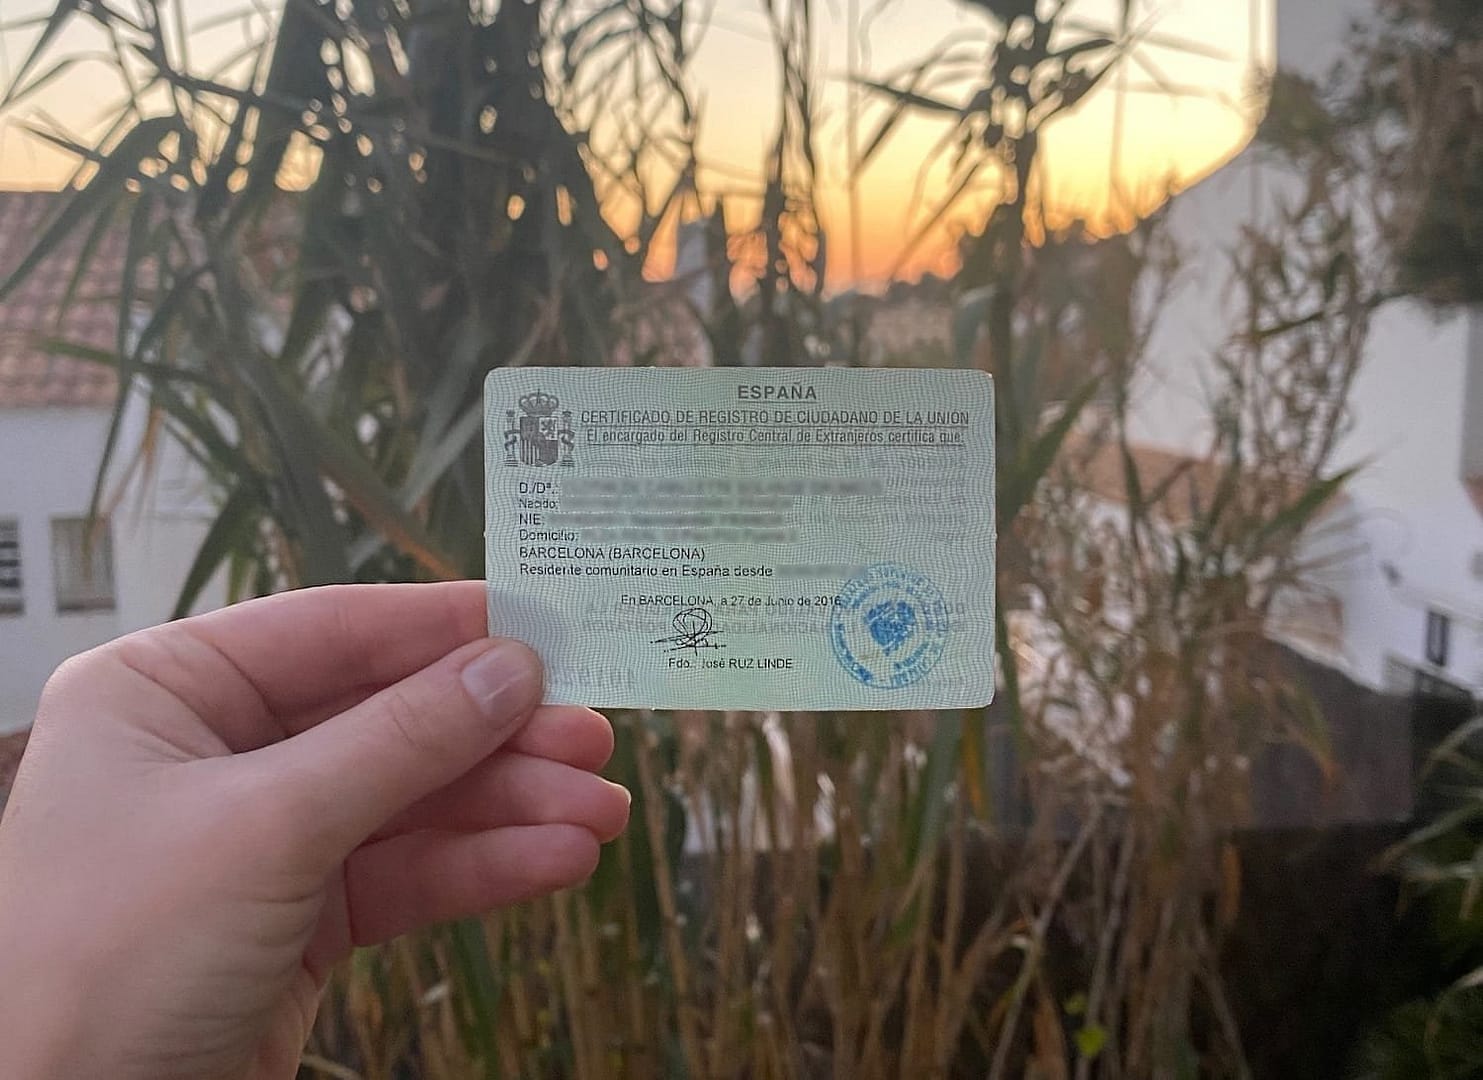 ESPAÑA
CERTIFICADO DE REGISTRO DE CIUDADANO DE LA UNIÓN
El encargado del Registro Central de Extranjeros certifica que:
D./Dª.:
Nacido:
NIE:
Domicilio:
BARCELONA (BARCELONA)
Residente comunitario en España desde
En BARCELONA, a 27 de Junio de 2016
Fdo.: José RUZ LINDE